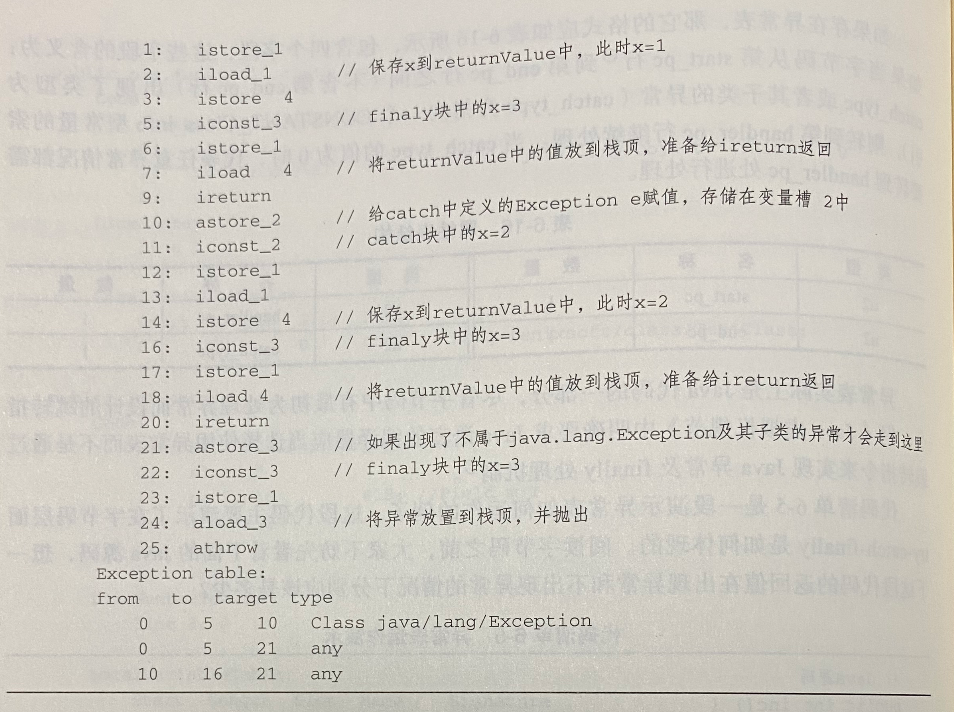 1: istore_1
2: iload_1 // 保存x到returnValue中，此时x=1
3: istore 4
5: iconst_3 // finaly块中的x=3
6: istore_1
7: iload 4 // 将returnValue中的值放到栈顶，准备给ireturn返回
9: ireturn
10: astore_2 // 给catch中定义的Exception e赋值，存储在变量槽 2中
11: iconst_2 // catch块中的x=2
12: istore_1
13: iload_1
14: istore 4 // 保存x到returnValue中，此时x=2
16: iconst_3 // finaly块中的x=3
17: istore_1
18: iload 4 // 将returnValue中的值放到栈顶，准备给ireturn返回
20: ireturn
21: astore_3 // 如果出现了不属于java.lang.Exception及其子类的异常才会走到这里
22: iconst_3 // finaly块中的x=3
23: istore_1
24: aload_3 // 将异常放置到栈顶，并抛出
25: athrow
Exception table:
from to target type
0 5 10 Class java/lang/Exception
0 5 21 any
10 16 21 any